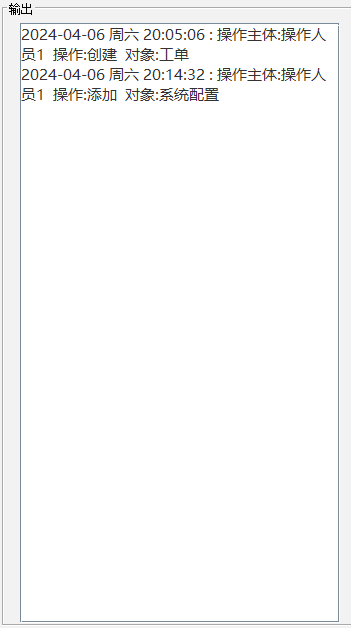 输出
2024-04-06 周六 20:05:06 : 操作主体:操作人
员1  操作:创建  对象:工单
2024-04-06 周六 20:14:32 : 操作主体:操作人
员1  操作:添加  对象:系统配置